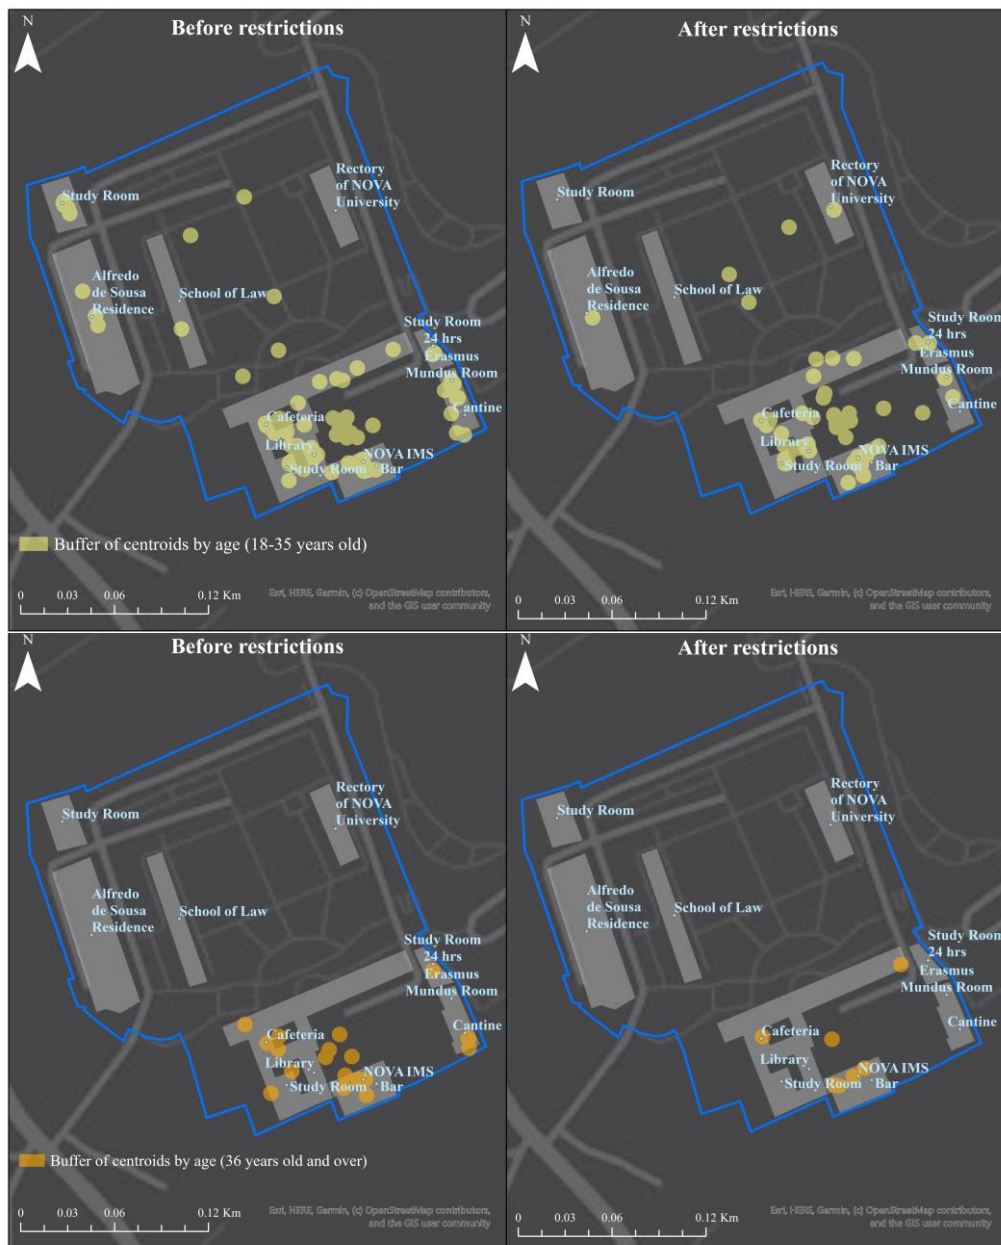 Before restrictions
N
Study Room
Rectory
of NOVA
University
Alfredo
de Sousa
Residence
School of Law
Study Room
24 hrs
Erasmus
Mundus Room
Cantine
Cafeteria
Library
NOVA IMS
Study Room
Bar
Buffer of centroids by age (18-35 years old)
0 0.03 0.06 0.12 Km
Esri, HERE, Garmin, (c) OpenStreetMap contributors,
and the GIS user community
After restrictions
N
Study Room
Rectory
of NOVA
University
Alfredo
de Sousa
Residence
School of Law
Study Room
24 hrs
Erasmus
Mundus Room
Cantine
Cafeteria
Library
NOVA IMS
Study Room
Bar
0 0.03 0.06 0.12 Km
Esri, HERE, Garmin, (c) OpenStreetMap contributors,
and the GIS user community
Before restrictions
N
Study Room
Rectory
of NOVA
University
Alfredo
de Sousa
Residence
School of Law
Study Room
24 hrs
Erasmus
Mundus Room
Cantine
Cafeteria
Library
NOVA IMS
Study Room
Bar
Buffer of centroids by age (36 years old and over)
0 0.03 0.06 0.12 Km
Esri, HERE, Garmin, (c) OpenStreetMap contributors,
and the GIS user community
After restrictions
N
Study Room
Rectory
of NOVA
University
Alfredo
de Sousa
Residence
School of Law
Study Room
24 hrs
Erasmus
Mundus Room
Cantine
Cafeteria
Library
NOVA IMS
Study Room
Bar
0 0.03 0.06 0.12 Km
Esri, HERE, Garmin, (c) OpenStreetMap contributors,
and the GIS user community